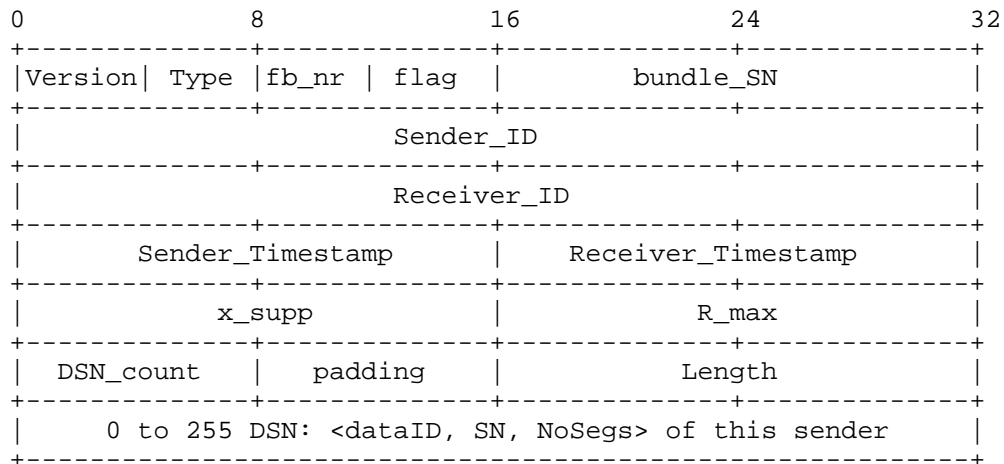 0 8 16 24 32
+--------------+--------------+--------------+--------------+
|Version| Type |fb_nr | flag | bundle_SN |
+--------------+--------------+--------------+--------------+
| Sender_ID |
+--------------+--------------+--------------+--------------+
| Receiver_ID |
+--------------+--------------+--------------+--------------+
| Sender_Timestamp | Receiver_Timestamp |
+--------------+--------------+--------------+--------------+
| x_supp | R_max |
+--------------+--------------+--------------+--------------+
| DSN_count | padding | Length |
+--------------+--------------+--------------+--------------+
| 0 to 255 DSN: <dataID, SN, NoSegs> of this sender |
+--------------+--------------+--------------+--------------+